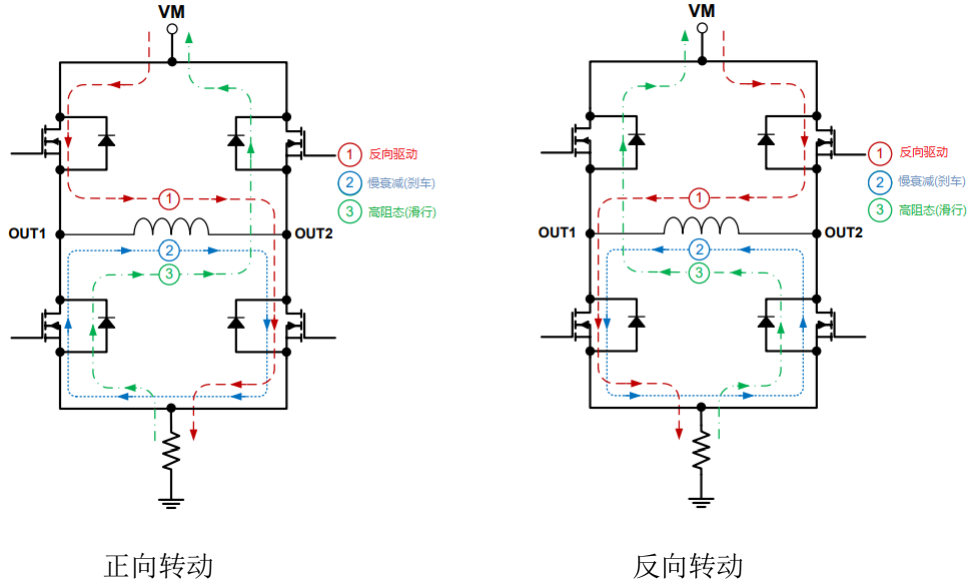 VM
① 反向驱动
② 慢衰减(刹车)
③ 高阻态(滑行)
1
OUT1
OUT2
2
3
正向转动
VM
① 反向驱动
② 慢衰减(刹车)
③ 高阻态(滑行)
1
OUT1
OUT2
2
3
反向转动